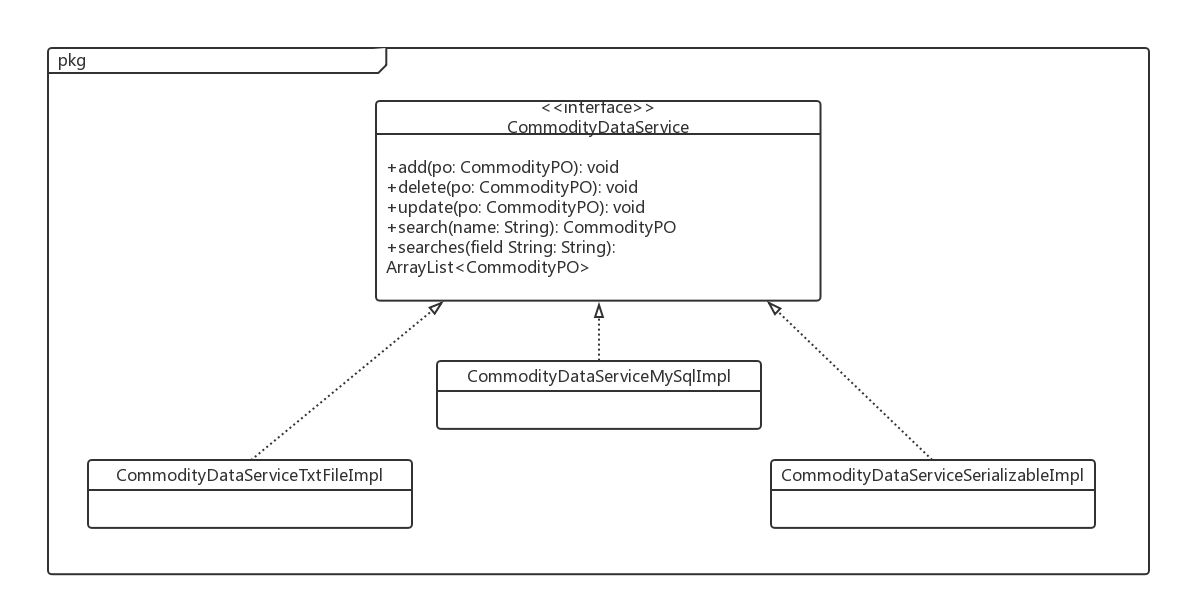 pkg
<<interface>>
CommodityDataService
+add(po: CommodityPO): void
+delete(po: CommodityPO): void
+update(po: CommodityPO): void
+search(name: String): CommodityPO
+searches(field String: String):
ArrayList<CommodityPO>
CommodityDataServiceMySqlImpl
CommodityDataServiceTxtFileImpl
CommodityDataServiceSerializableImpl